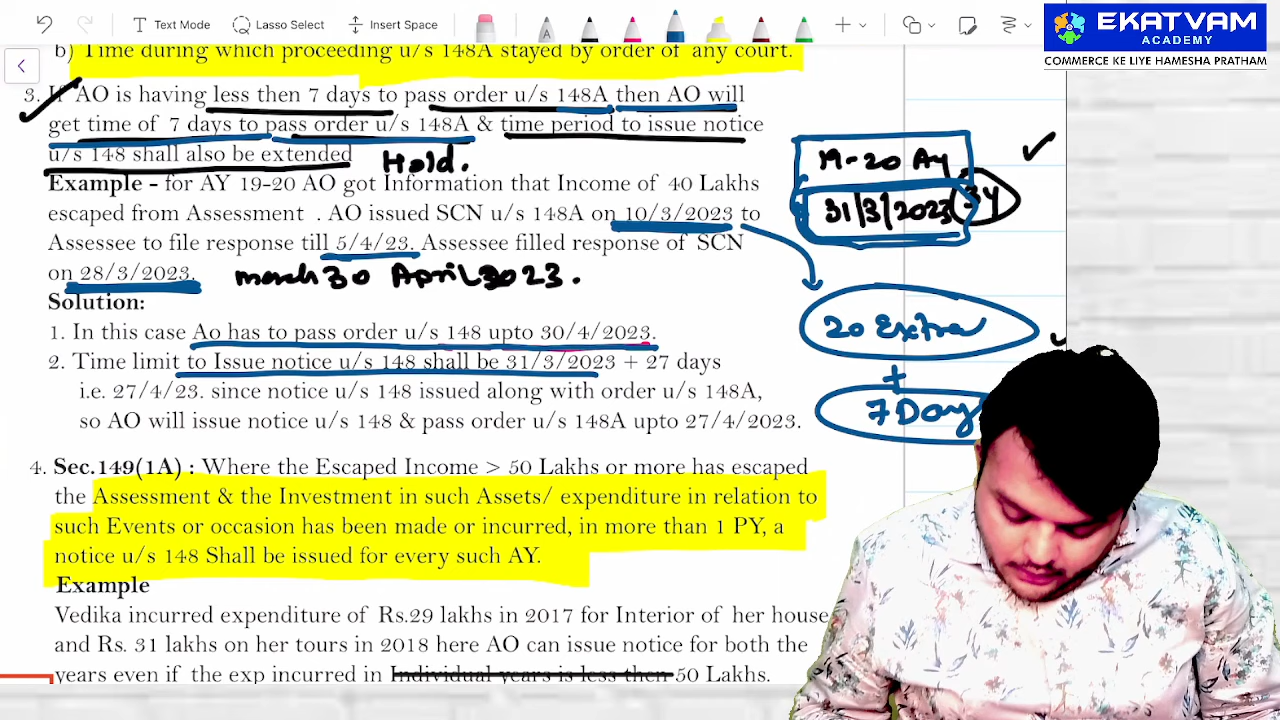 Text Mode Lasso Select Insert Space
EKATVAM
ACADEMY
COMMERCE KE LIYE HAMESHA PRATHAM
b) Time during which proceeding u/s 148A stayed by order of any court.
3. If AO is having less then 7 days to pass order u/s 148A then AO will
get time of 7 days to pass order u/s 148A & time period to issue notice
u/s 148 shall also be extended Hold.
Example - for AY 19-20 AO got Information that Income of 40 Lakhs
escaped from Assessment . AO issued SCN u/s 148A on 10/3/2023 to
Assessee to file response till 5/4/23. Assessee filled response of SCN
on 28/3/2023. march 30 April 2023.
Solution:
1. In this case Ao has to pass order u/s 148 upto 30/4/2023.
2. Time limit to Issue notice u/s 148 shall be 31/3/2023 + 27 days
i.e. 27/4/23. since notice u/s 148 issued along with order u/s 148A,
so AO will issue notice u/s 148 & pass order u/s 148A upto 27/4/2023.
19-20 Ay
31/3/2023 3Y
20 Extra
+
7 Day
4. Sec.149(1A) : Where the Escaped Income > 50 Lakhs or more has escaped
the Assessment & the Investment in such Assets/ expenditure in relation to
such Events or occasion has been made or incurred, in more than 1 PY, a
notice u/s 148 Shall be issued for every such AY.
Example
Vedika incurred expenditure of Rs.29 lakhs in 2017 for Interior of her house
and Rs. 31 lakhs on her tours in 2018 here AO can issue notice for both the
years even if the exp incurred in Individual years is less then 50 Lakhs.